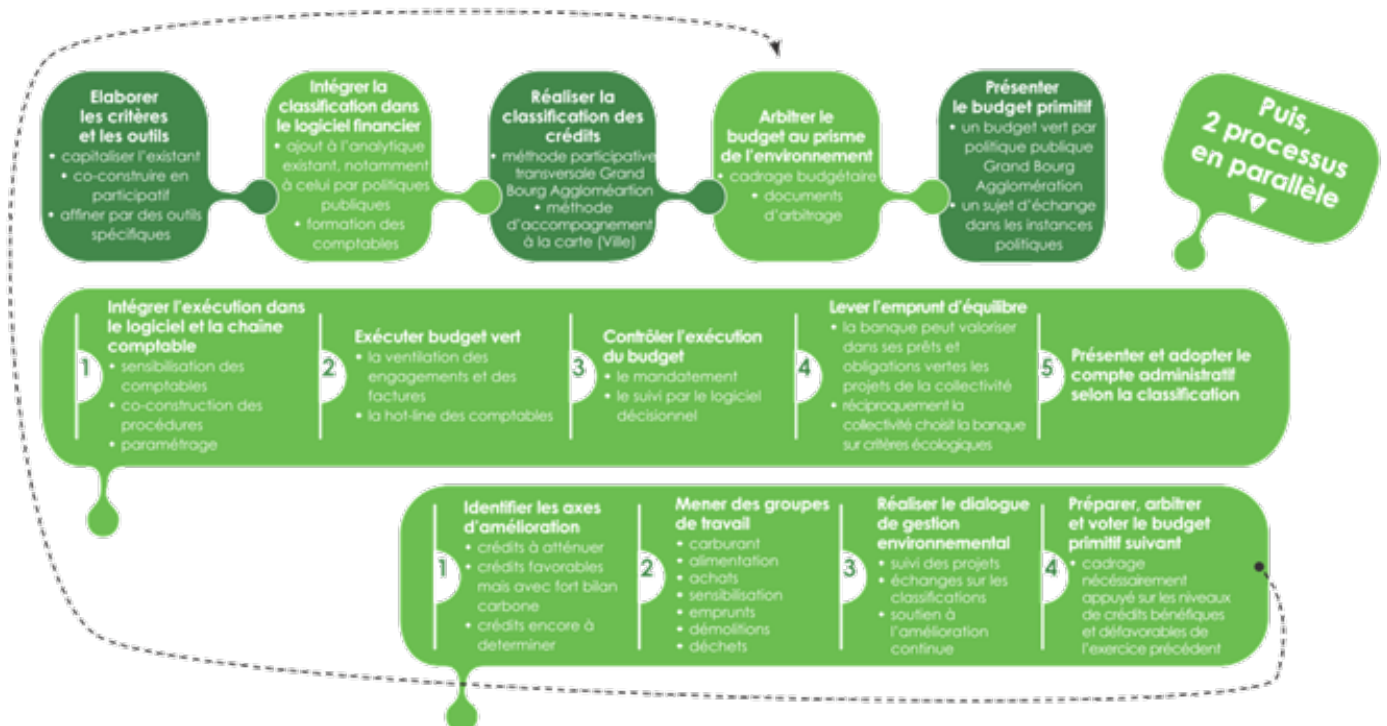 Elaborer
les critères
et les outils
• capitaliser l'existant
• co-construire en
participatif
• affiner par des outils
spécifiques
Intégrer la
classification dans
le logiciel financier
• ajout à l'analytique
existant, notamment
à celui par politiques
publiques
• formation des
comptables
Réaliser la
classification des
crédits
• méthode participative
transversale Grand
Bourg Aggloméartion
• méthode
d'accompagnement
à la carte (Ville)
Arbitrer le
budget au prisme
de l'environnement
• cadrage budgétaire
• documents
d'arbitrage
Présenter
le budget primitif
• un budget vert par
politique publique
Grand Bourg
Agglomération
• un sujet d'échange
dans les instances
politiques
Puis,
2 processus
en parallèle
1
Intégrer l'exécution dans
le logiciel et la chaîne
comptable
• sensibilisation des
comptables
• co-construction des
procédures
• paramétrage
2
Exécuter budget vert
• la ventilation des
engagements et des
factures
• la hot-line des comptables
3
Contrôler l'exécution
du budget
• le mandatement
• le suivi par le logiciel
décisionnel
4
Lever l'emprunt d'équilibre
• la banque peut valoriser
dans ses prêts et
obligations vertes les
projets de la collectivité
• réciproquement la
collectivité choisit la banque
sur critères écologiques
5
Présenter et adopter le
compte administratif
selon la classification
1
Identifier les axes
d'amélioration
• crédits à atténuer
• crédits favorables
mais avec fort bilan
carbone
• crédits encore à
determiner
2
Mener des groupes
de travail
• carburant
• alimentation
• achats
• sensibilisation
• emprunts
• démolitions
• déchets
3
Réaliser le dialogue
de gestion
environnemental
• suivi des projets
• échanges sur les
classifications
• soutien à
l'amélioration
continue
4
Préparer, arbitrer
et voter le budget
primitif suivant
• cadrage
nécéssairement
appuyé sur les niveaux
de crédits bénéfiques
et défavorables de
l'exercice précédent